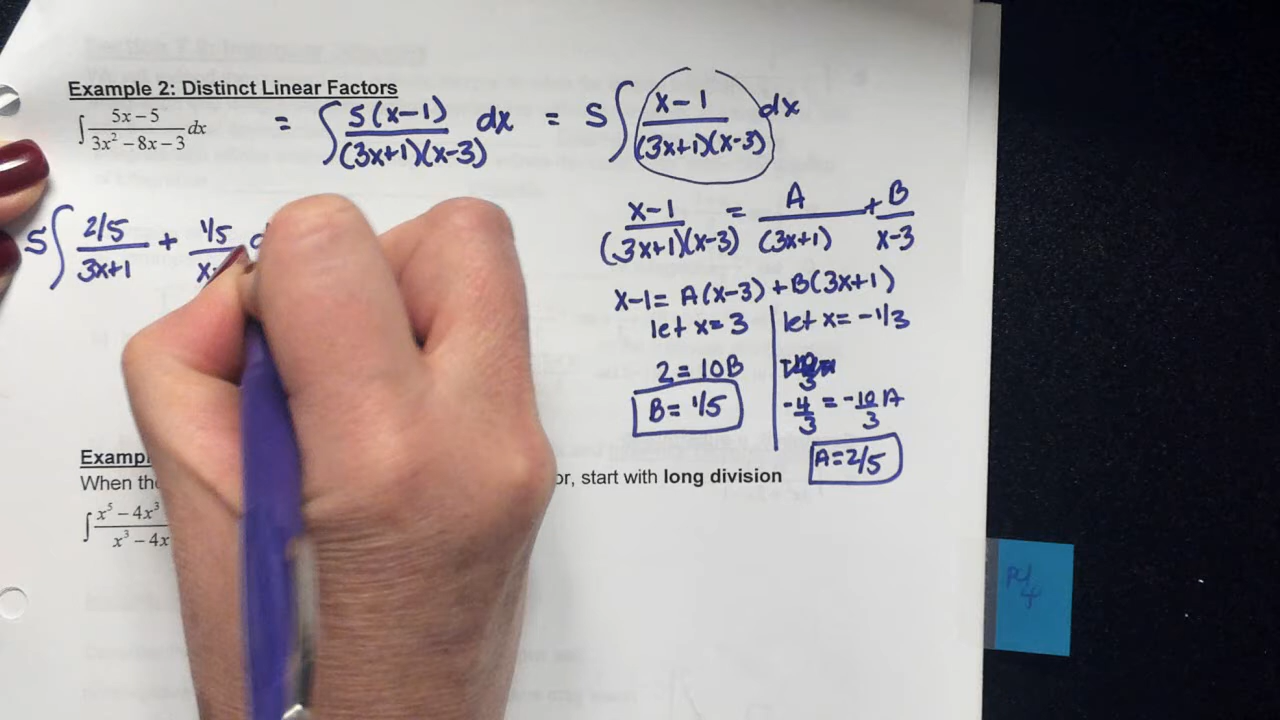 Example 2: Distinct Linear Factors
∫ (5x − 5)/(3x² − 8x − 3) dx = ∫ 5(x−1)/((3x+1)(x−3)) dx = 5 ∫ (x−1)/((3x+1)(x−3)) dx
(x−1)/((3x+1)(x−3)) = A/(3x+1) + B/(x−3)
5 ∫ (2/5)/(3x+1) + (1/5)/x
x−1 = A(x−3) + B(3x+1)
let x = 3
2 = 10B
B = 1/5
let x = −1/3
−4/3 = −10/3 A
A = 2/5
Examp
When the or, start with long division
∫ x⁵ − 4x³ / x³ − 4x